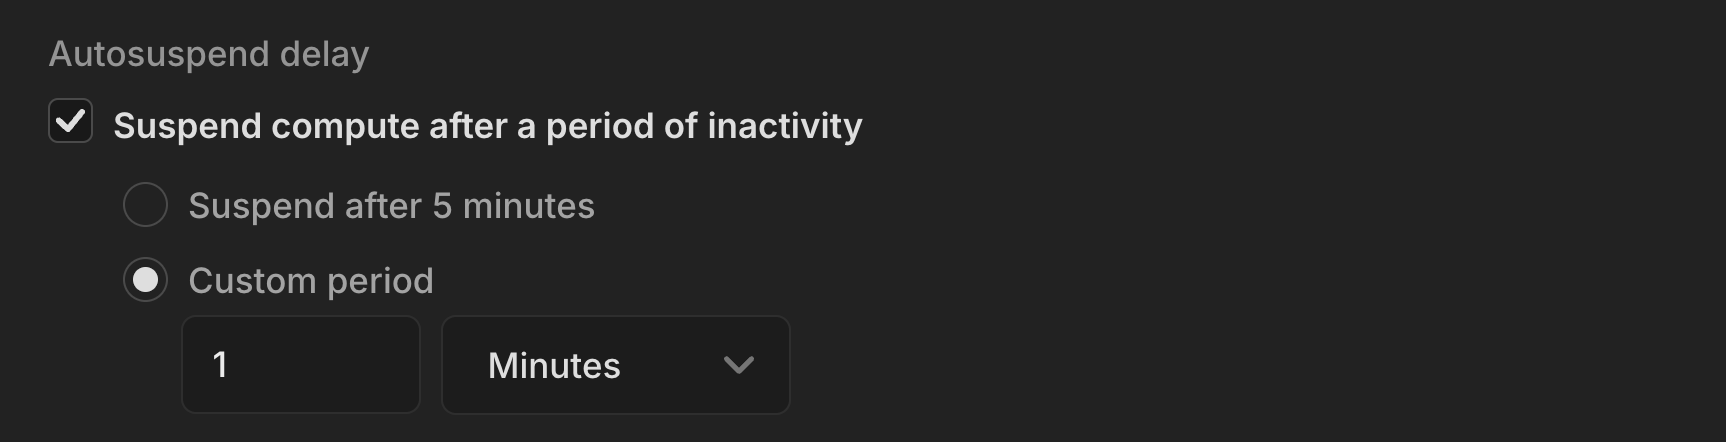 Autosuspend delay
Suspend compute after a period of inactivity
Suspend after 5 minutes
Custom period
1 Minutes